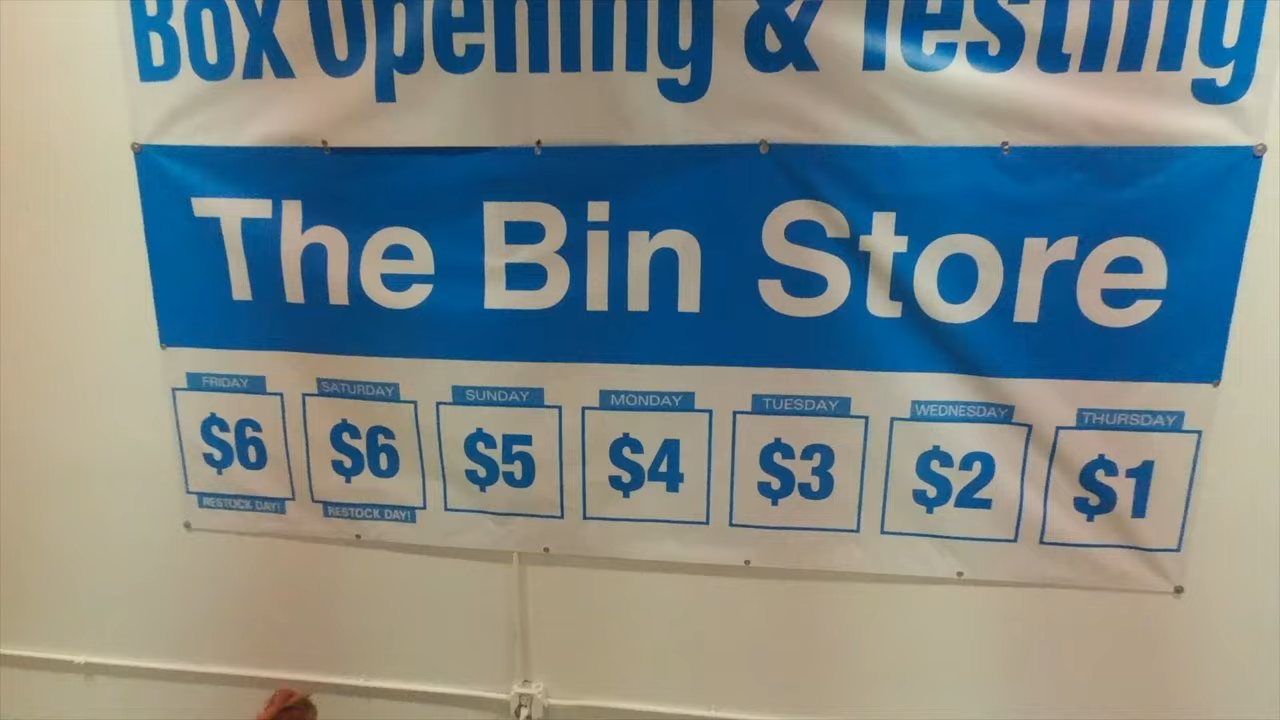 Box Opening & Testing
The Bin Store
FRIDAY SATURDAY SUNDAY MONDAY TUESDAY WEDNESDAY THURSDAY
$6 $6 $5 $4 $3 $2 $1
RESTOCK DAY! RESTOCK DAY!